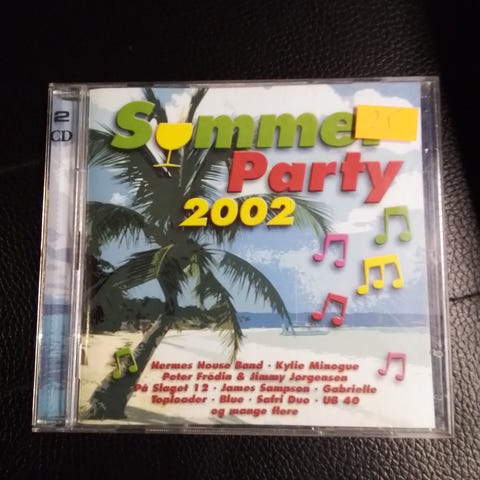 2
CD
Summer
25
Party
2002
Hermes House Band · Kylie Minogue
Peter Frödin & Jimmy Jørgensen
På Slaget 12 · James Sampson · Gabrielle
Toploader · Blue · Safri Duo · UB 40
og mange flere